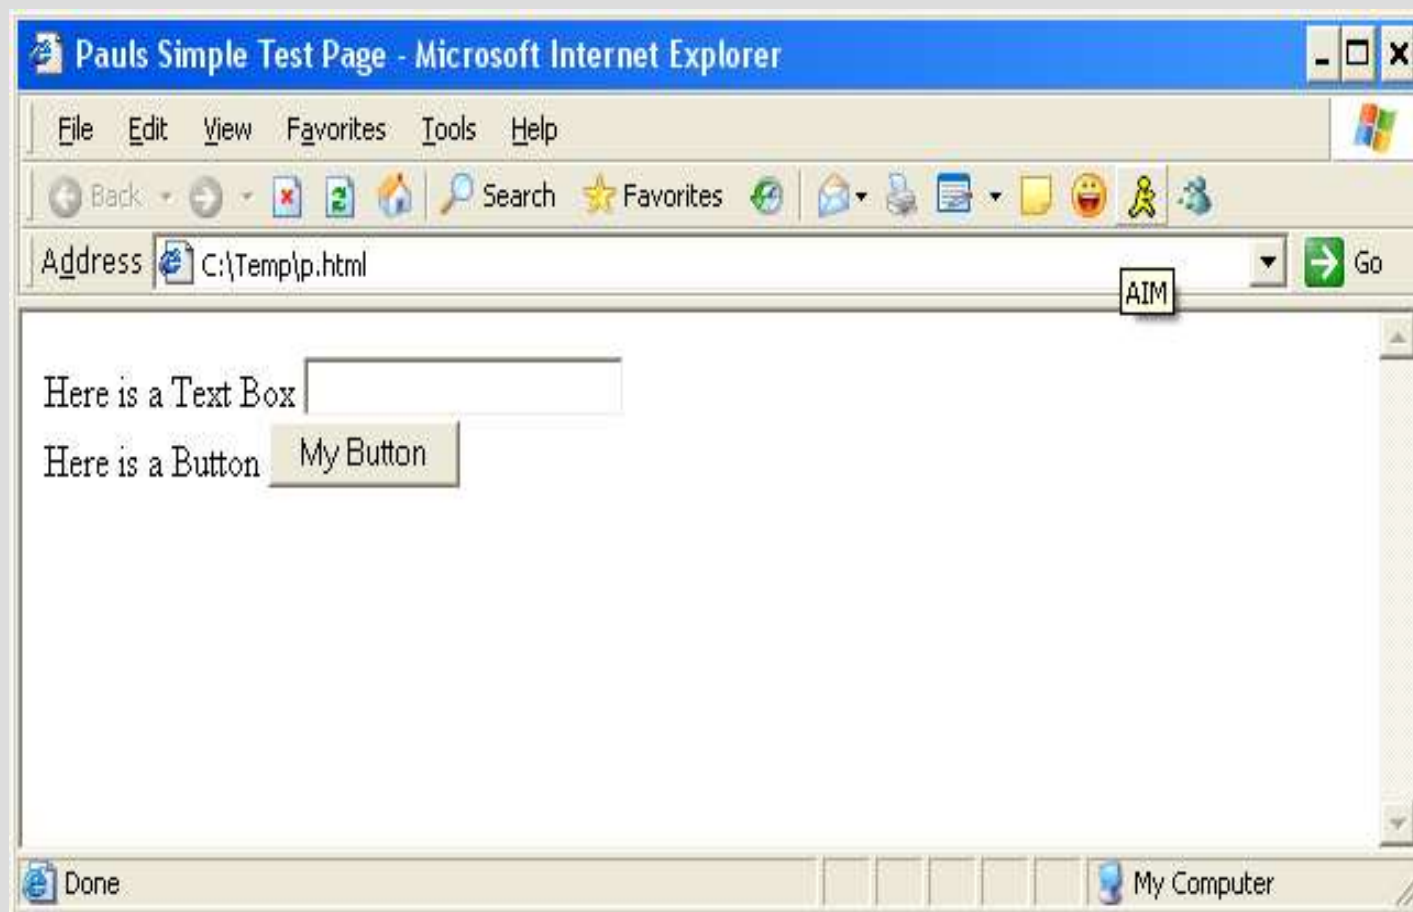 Pauls Simple Test Page - Microsoft Internet Explorer
File Edit View Favorites Tools Help
Back Search Favorites
Address C:\Temp\p.html Go
AIM
Here is a Text Box
Here is a Button My Button
Done My Computer